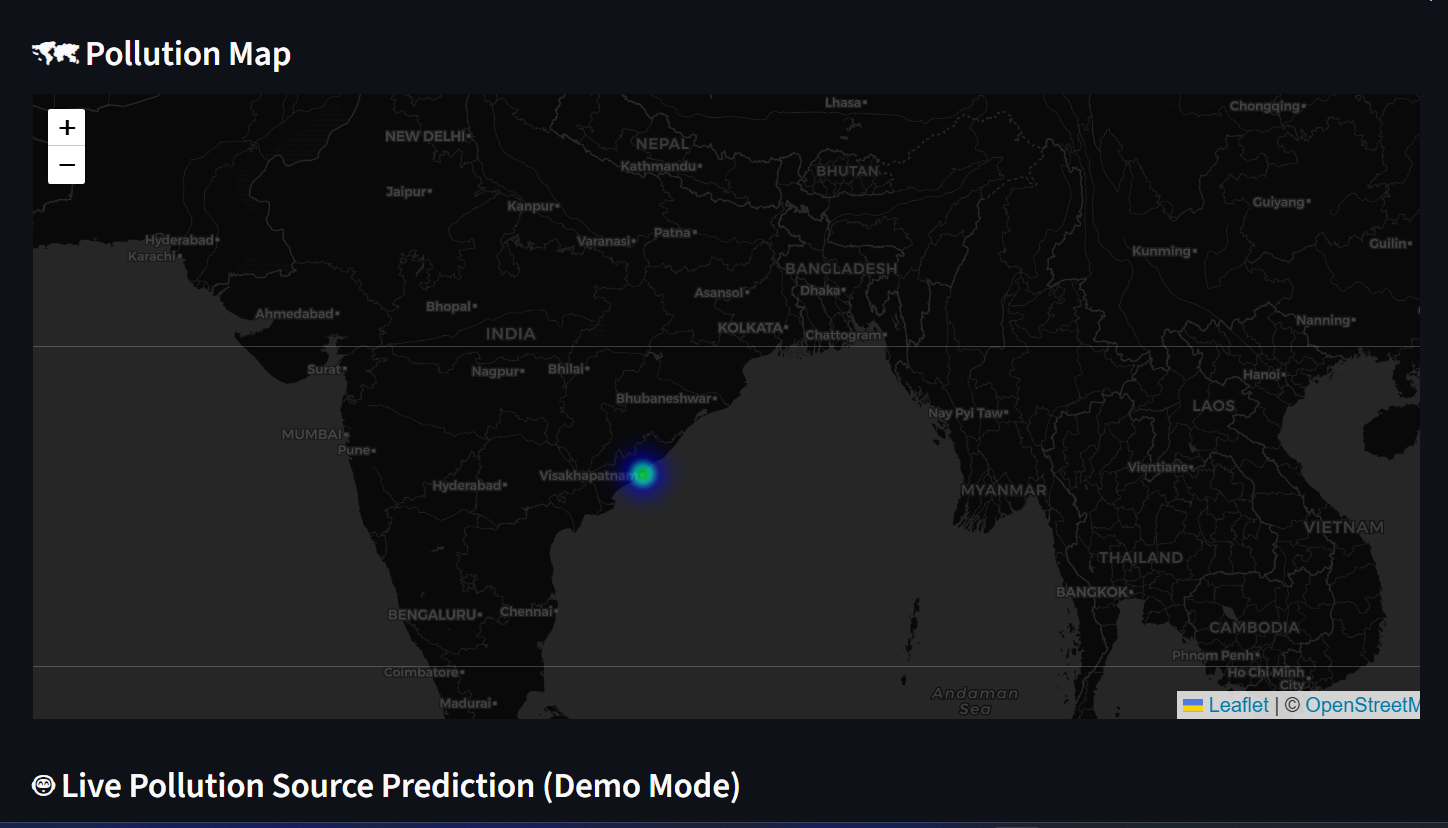 Pollution Map
+
−
Lhasa
Chongqing
NEW DELHI
NEPAL
Kathmandu
BHUTAN
Jaipur
Kanpur
Guiyang
Hyderabad
Karachi
Varanasi
Patna
Kunming
Guilin
BANGLADESH
Asansol
Dhaka
Ahmedabad
Bhopal
INDIA
KOLKATA
Chattogram
Nanning
Surat
Nagpur
Bhilai
Hanoi
Bhubaneshwar
Nay Pyi Taw
LAOS
MUMBAI
Pune
Visakhapatnam
Hyderabad
Vientiane
MYANMAR
VIETNAM
THAILAND
BANGKOK
BENGALURU
Chennai
CAMBODIA
Phnom Penh
Coimbatore
Ho Chi Minh
City
Madurai
Andaman
Sea
Leaflet | © OpenStreetM
Live Pollution Source Prediction (Demo Mode)